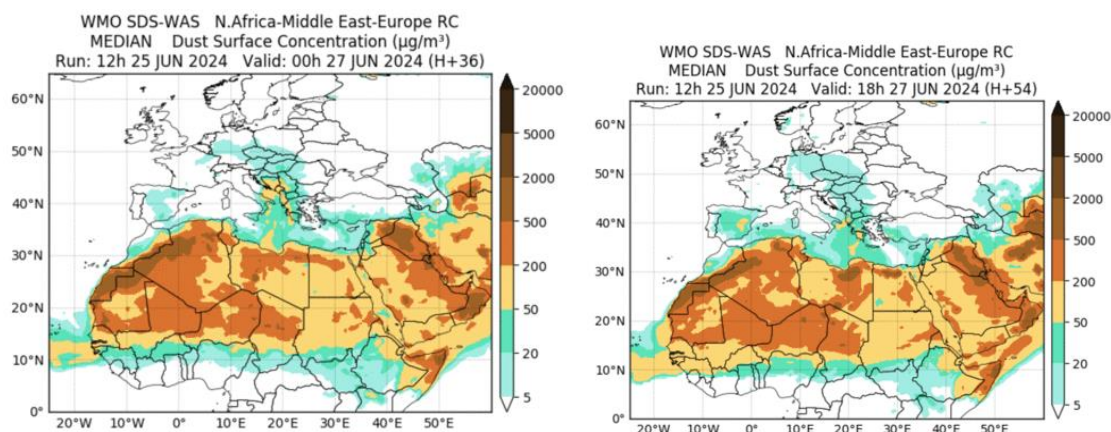 WMO SDS-WAS N.Africa-Middle East-Europe RC
MEDIAN Dust Surface Concentration (µg/m³)
Run: 12h 25 JUN 2024 Valid: 00h 27 JUN 2024 (H+36)
60°N
50°N
40°N
30°N
20°N
10°N
0°
20°W
10°W
0°
10°E
20°E
30°E
40°E
50°E
20000
5000
2000
500
200
50
20
5
WMO SDS-WAS N.Africa-Middle East-Europe RC
MEDIAN Dust Surface Concentration (µg/m³)
Run: 12h 25 JUN 2024 Valid: 18h 27 JUN 2024 (H+54)
60°N
50°N
40°N
30°N
20°N
10°N
0°
20°W
10°W
0°
10°E
20°E
30°E
40°E
50°E
20000
5000
2000
500
200
50
20
5